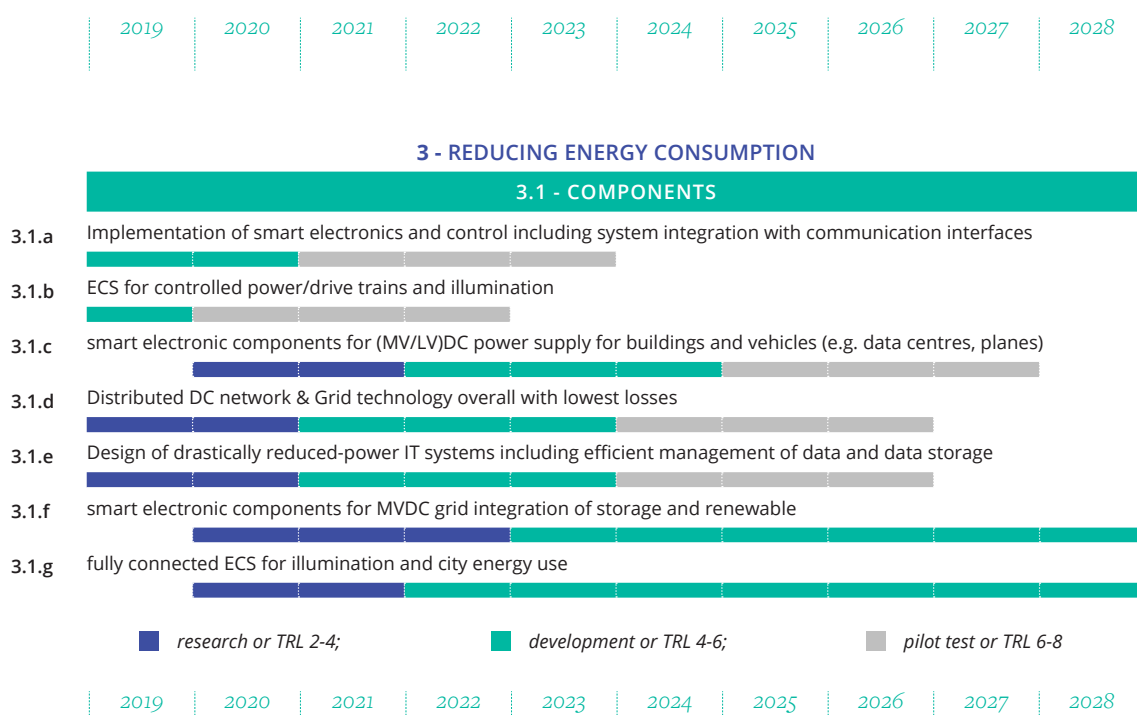 2019 2020 2021 2022 2023 2024 2025 2026 2027 2028
3 - REDUCING ENERGY CONSUMPTION
3.1 - COMPONENTS
3.1.a Implementation of smart electronics and control including system integration with communication interfaces
3.1.b ECS for controlled power/drive trains and illumination
3.1.c smart electronic components for (MV/LV)DC power supply for buildings and vehicles (e.g. data centres, planes)
3.1.d Distributed DC network & Grid technology overall with lowest losses
3.1.e Design of drastically reduced-power IT systems including efficient management of data and data storage
3.1.f smart electronic components for MVDC grid integration of storage and renewable
3.1.g fully connected ECS for illumination and city energy use
research or TRL 2-4; development or TRL 4-6; pilot test or TRL 6-8
2019 2020 2021 2022 2023 2024 2025 2026 2027 2028